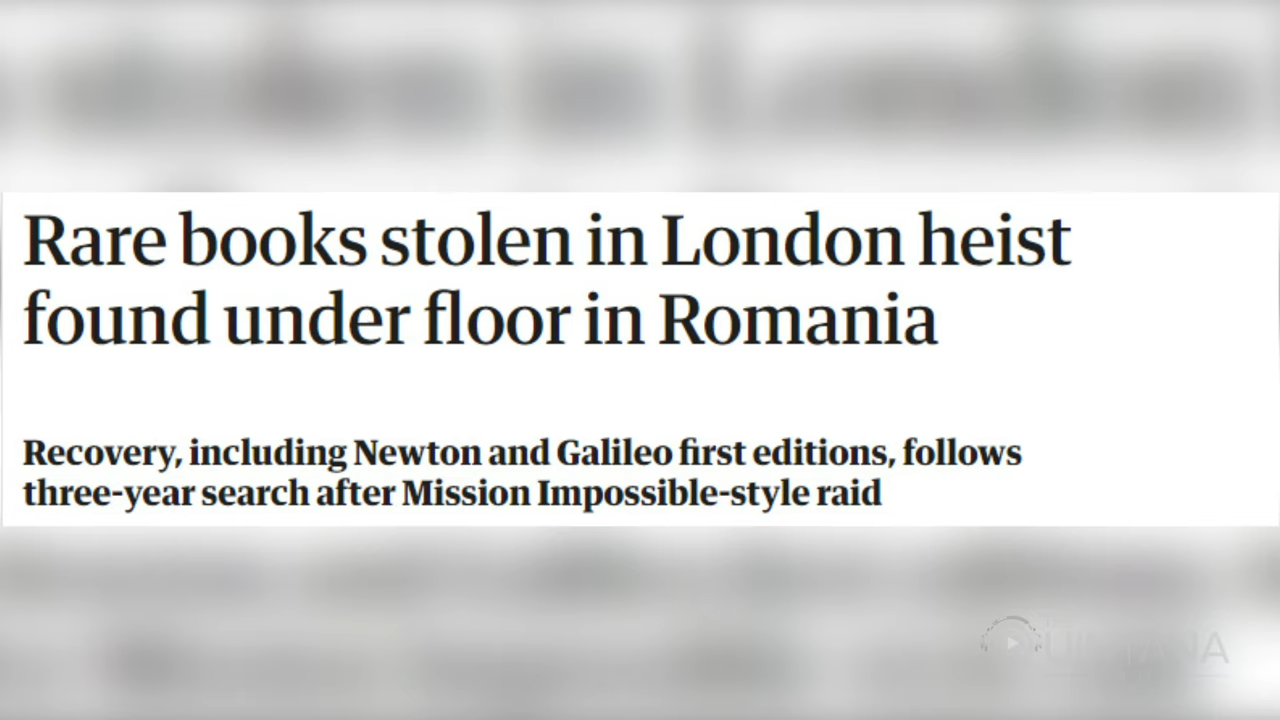 Rare books stolen in London heist
found under floor in Romania
Recovery, including Newton and Galileo first editions, follows
three-year search after Mission Impossible-style raid